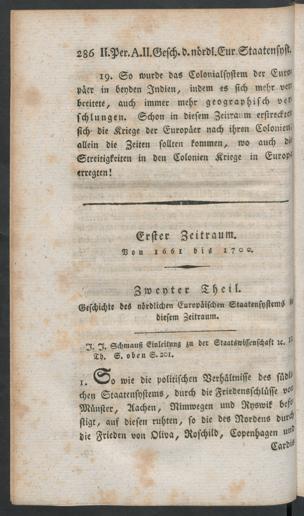 286 II.Per.A.II.Gesch.d.nördl.Eur.Staatensyst.
19. So wurde das Colonialsystem der Euro
päer in beyden Indien, indem es sich mehr ver
breitete, auch immer mehr geographisch ver
schlungen. Schon in diesem Zeitraum erstreckten
sich die Kriege der Europäer nach ihren Colonien
allein die Zeiten sollten kommen, wo auch die
Streitigkeiten in den Colonien Kriege in Europa
erregten!
Erster Zeitraum.
Von 1661 bis 1700.
Zweyter Theil.
Geschichte des nördlichen Europäischen Staatensystems in
diesem Zeitraum.
J. J. Schmauß Einleitung zu der Staatswissenschaft ꝛc. II
Th. S. oben S. 201.
1. So wie die politischen Verhältnisse des südli
chen Staatensystems, durch die Friedensschlüsse von
Münster, Aachen, Nimwegen und Ryswik befe
stigt, auf diesen ruhten, so die des Nordens durch
die Frieden von Oliva, Roschild, Copenhagen und
Cardis